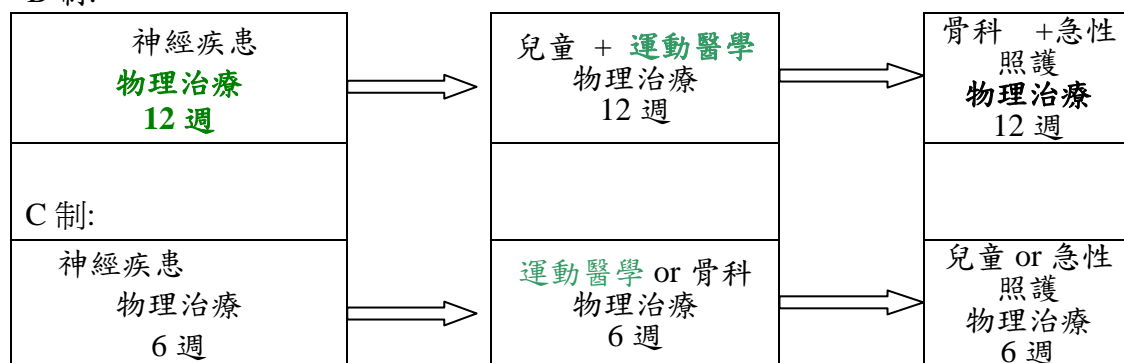 神經疾患
物理治療
12 週
兒童 + 運動醫學
物理治療
12 週
骨科 +急性
照護
物理治療
12 週
C 制:
神經疾患
物理治療
6 週
運動醫學 or 骨科
物理治療
6 週
兒童 or 急性
照護
物理治療
6 週